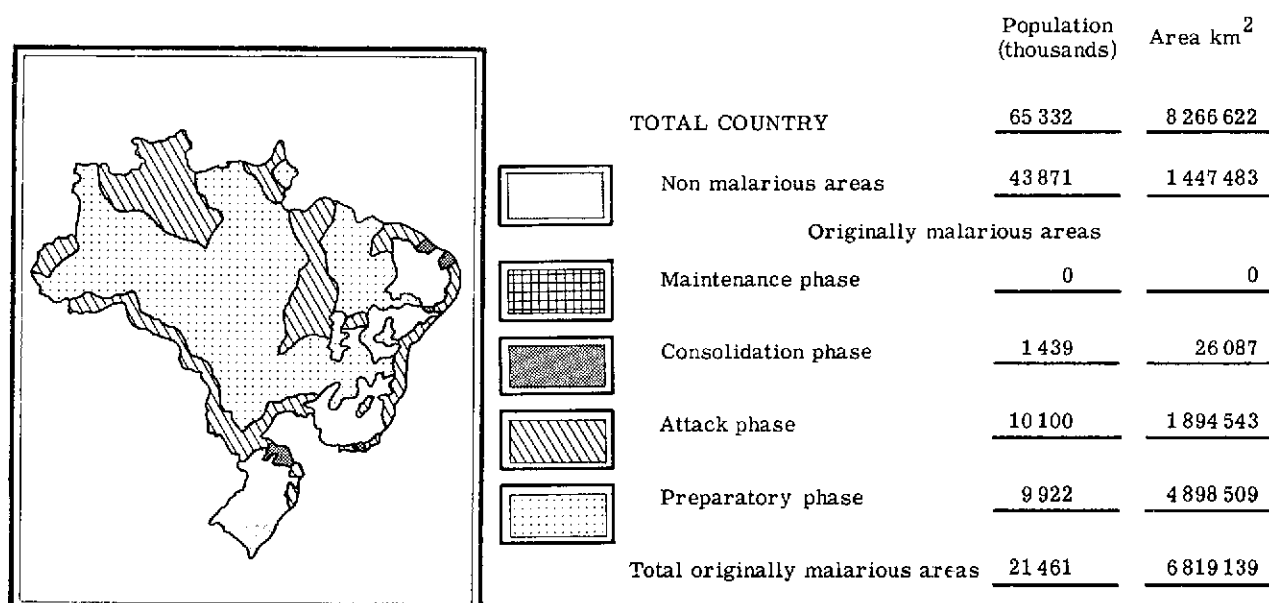 Population Area km²
(thousands)
TOTAL COUNTRY 65 332 8 266 622
Non malarious areas 43 871 1 447 483
Originally malarious areas
Maintenance phase 0 0
Consolidation phase 1 439 26 087
Attack phase 10 100 1 894 543
Preparatory phase 9 922 4 898 509
Total originally malarious areas 21 461 6 819 139